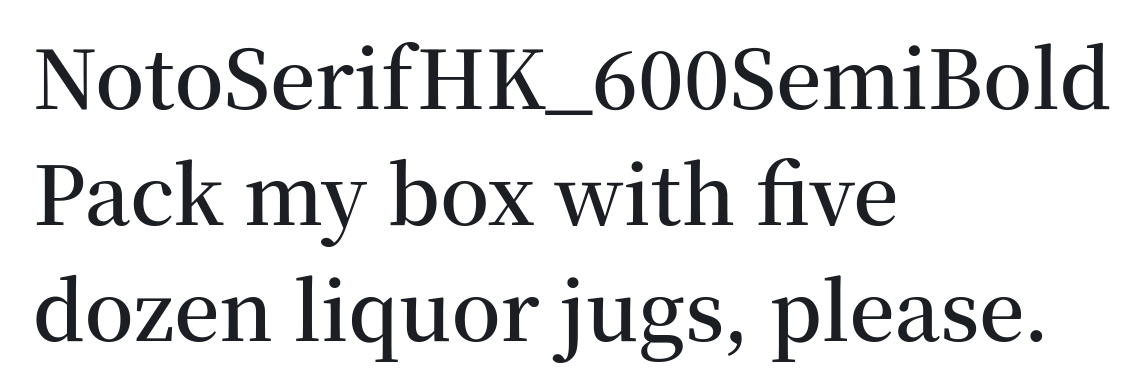 NotoSerifHK_600SemiBold
Pack my box with five
dozen liquor jugs, please.